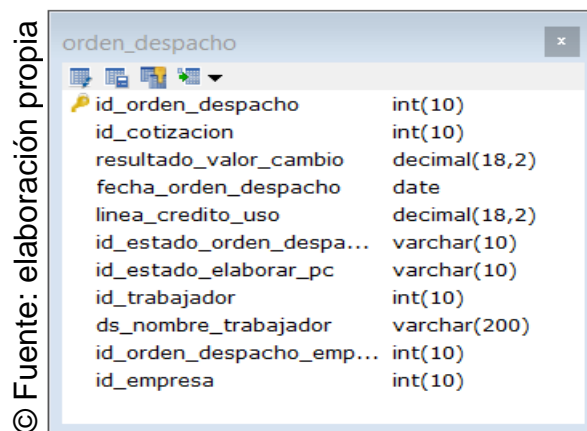 © Fuente: elaboración propia
orden_despacho
id_orden_despacho int(10)
id_cotizacion int(10)
resultado_valor_cambio decimal(18,2)
fecha_orden_despacho date
linea_credito_uso decimal(18,2)
id_estado_orden_despa... varchar(10)
id_estado_elaborar_pc varchar(10)
id_trabajador int(10)
ds_nombre_trabajador varchar(200)
id_orden_despacho_emp... int(10)
id_empresa int(10)